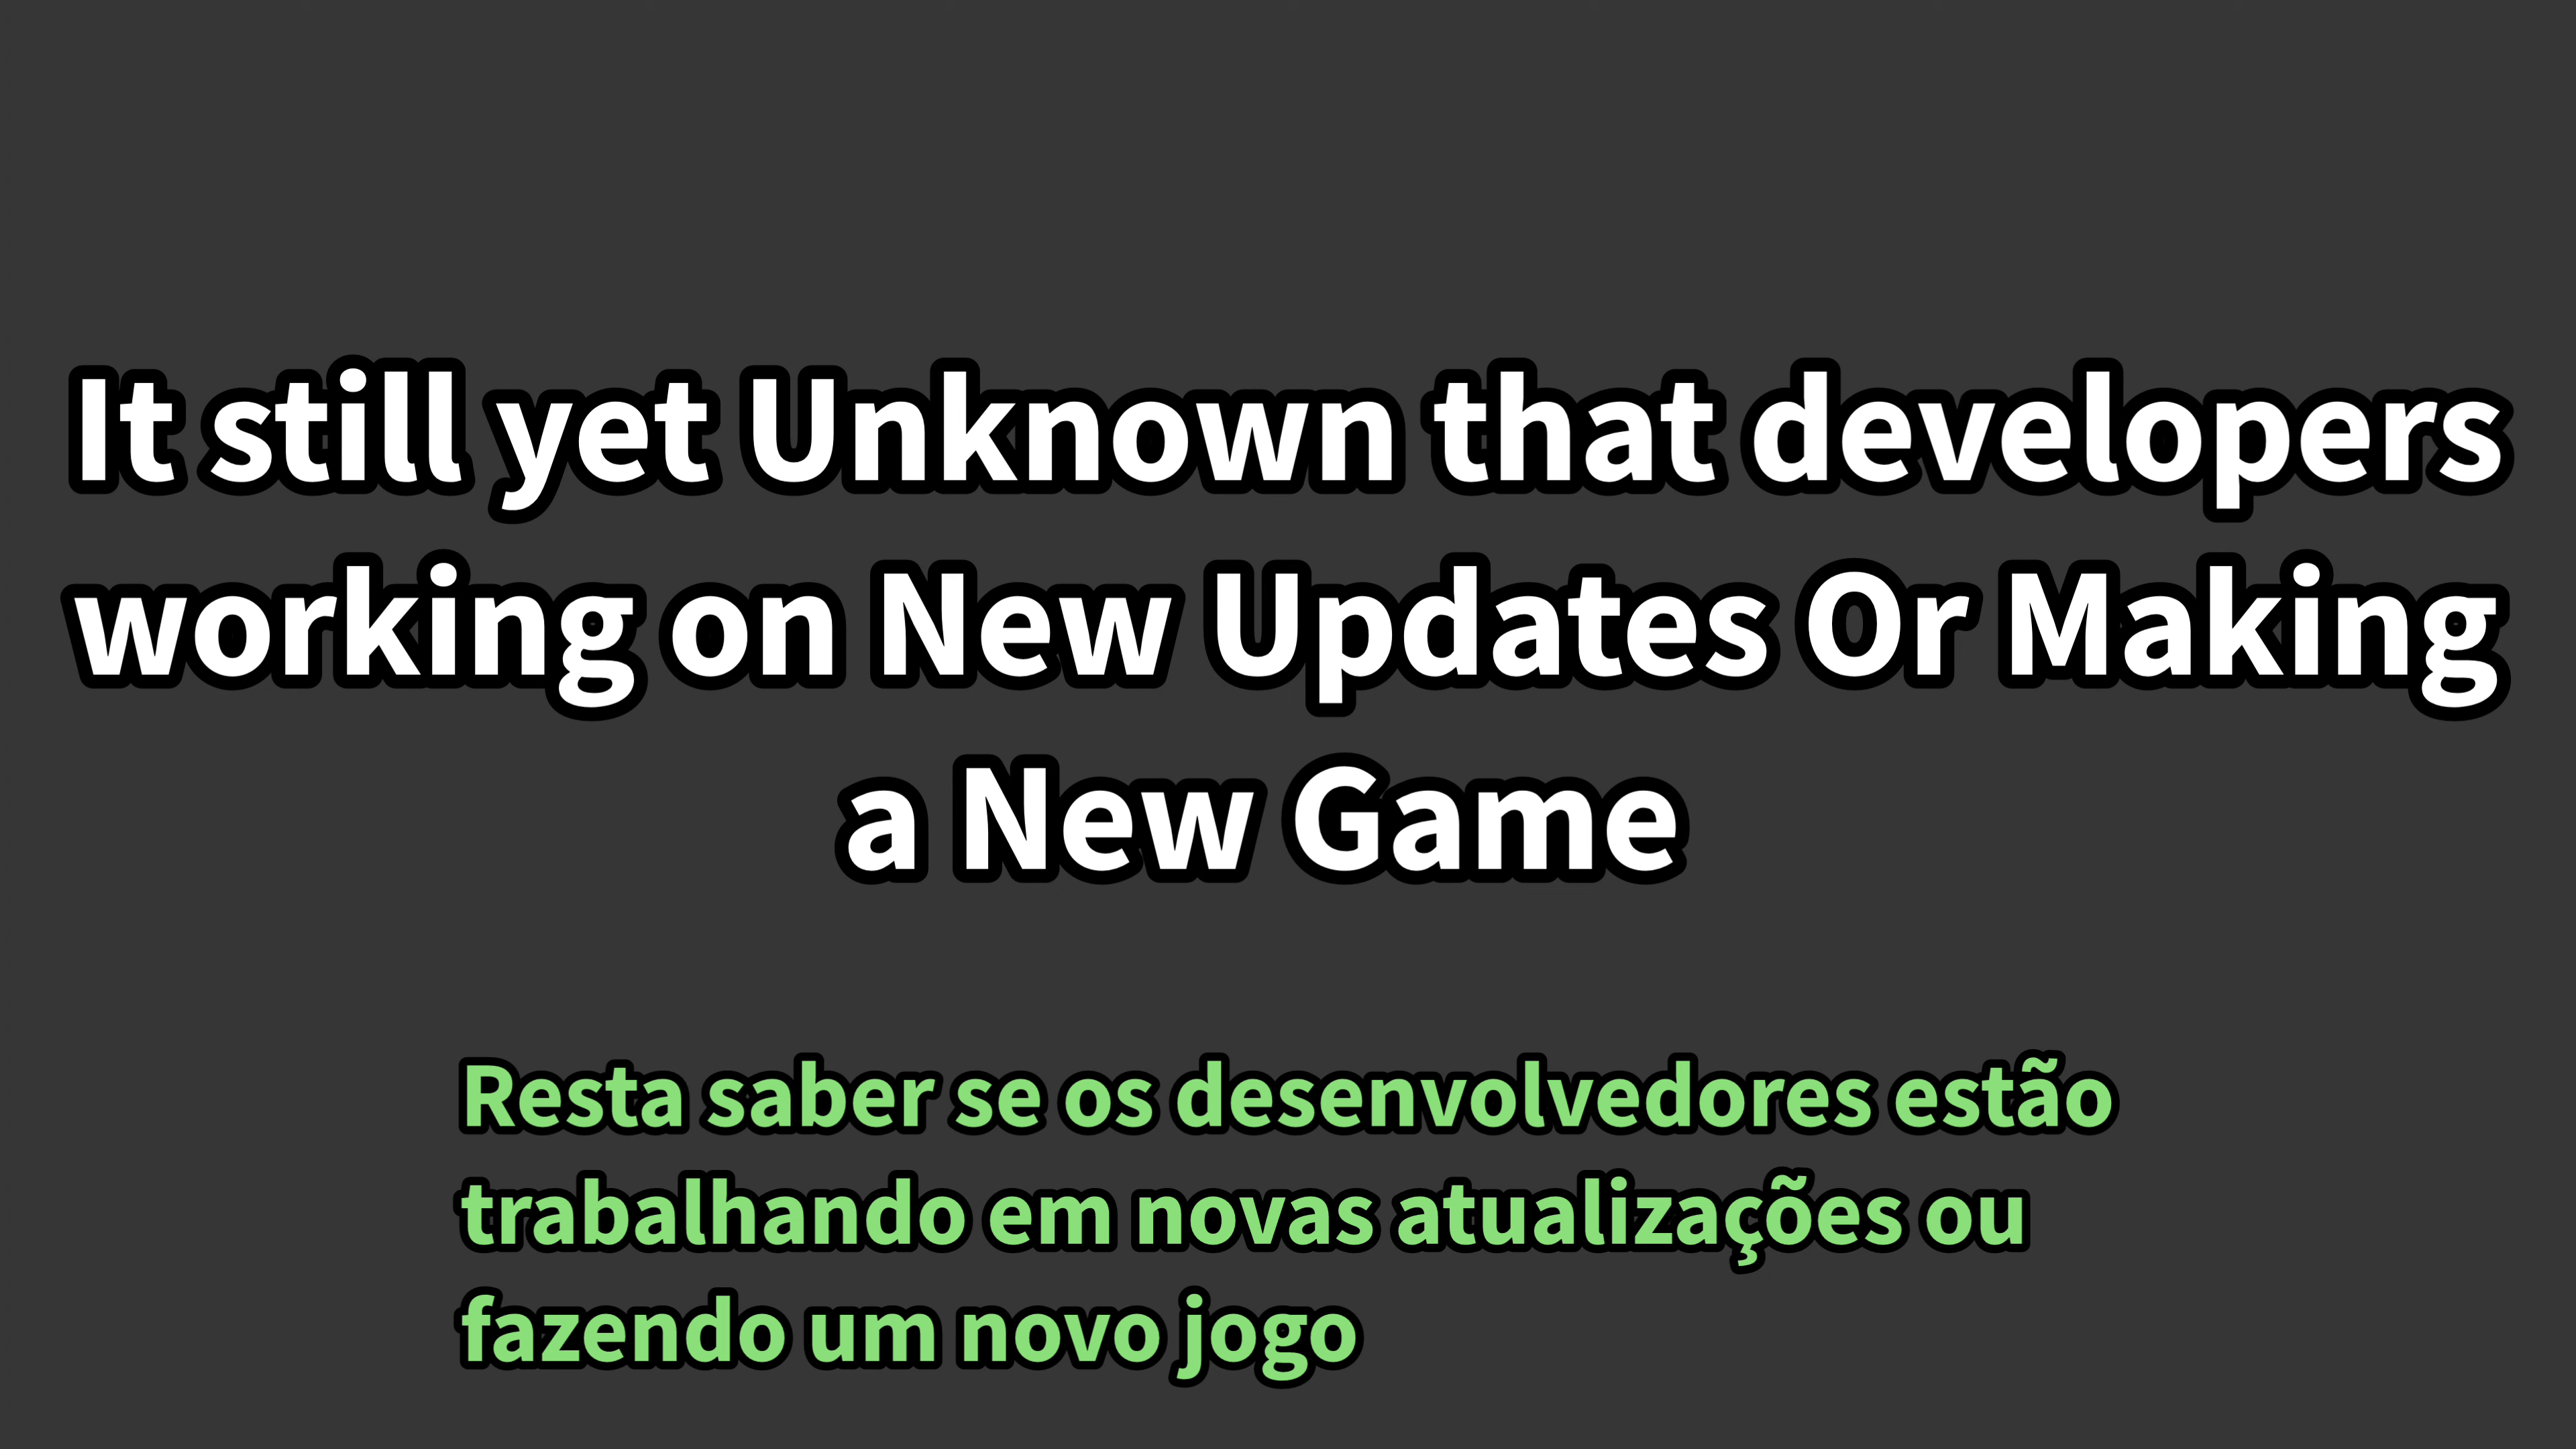 It still yet Unknown that developers
working on New Updates Or Making
a New Game
Resta saber se os desenvolvedores estão
trabalhando em novas atualizações ou
fazendo um novo jogo